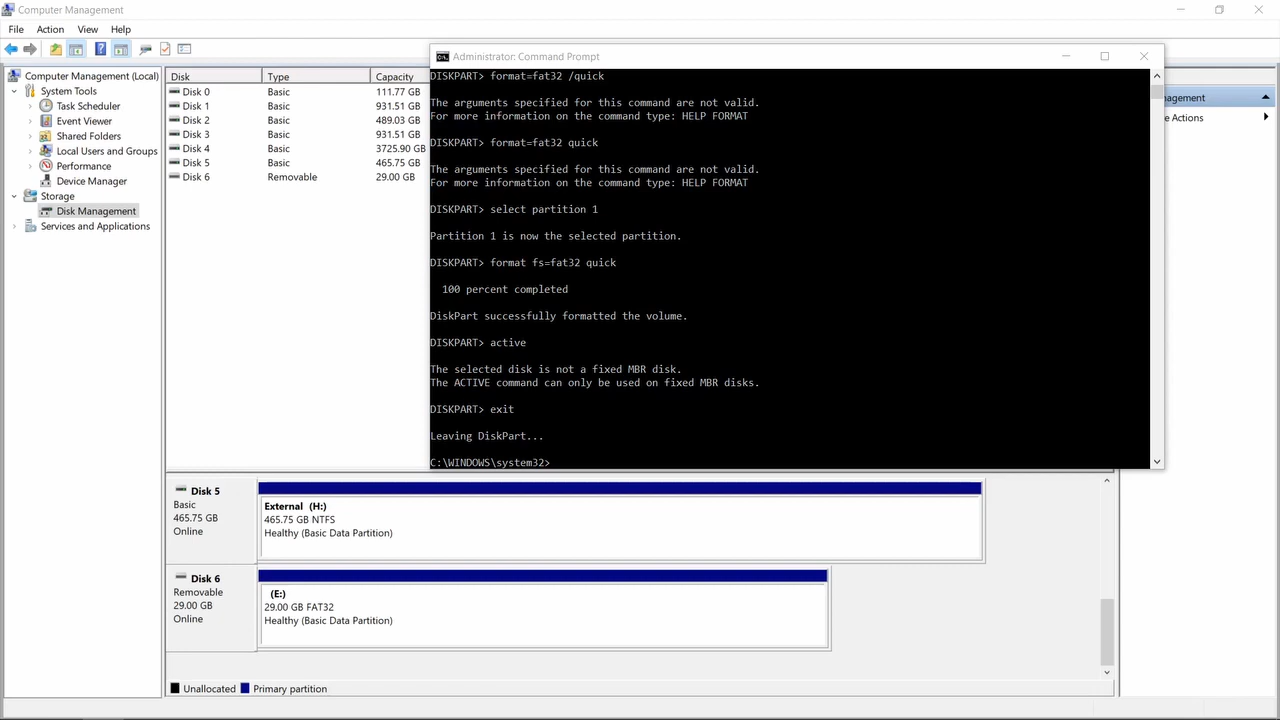 Computer Management
File Action View Help
Computer Management (Local)
System Tools
Task Scheduler
Event Viewer
Shared Folders
Local Users and Groups
Performance
Device Manager
Storage
Disk Management
Services and Applications
Disk Type Capacity
Disk 0 Basic 111.77 GB
Disk 1 Basic 931.51 GB
Disk 2 Basic 489.03 GB
Disk 3 Basic 931.51 GB
Disk 4 Basic 3725.90 GB
Disk 5 Basic 465.75 GB
Disk 6 Removable 29.00 GB
Administrator: Command Prompt
DISKPART> format=fat32 /quick
The arguments specified for this command are not valid.
For more information on the command type: HELP FORMAT
DISKPART> format=fat32 quick
The arguments specified for this command are not valid.
For more information on the command type: HELP FORMAT
DISKPART> select partition 1
Partition 1 is now the selected partition.
DISKPART> format fs=fat32 quick
100 percent completed
DiskPart successfully formatted the volume.
DISKPART> active
The selected disk is not a fixed MBR disk.
The ACTIVE command can only be used on fixed MBR disks.
DISKPART> exit
Leaving DiskPart...
C:\WINDOWS\system32>
agement
e Actions
Disk 5
Basic
465.75 GB
Online
External (H:)
465.75 GB NTFS
Healthy (Basic Data Partition)
Disk 6
Removable
29.00 GB
Online
(E:)
29.00 GB FAT32
Healthy (Basic Data Partition)
Unallocated Primary partition